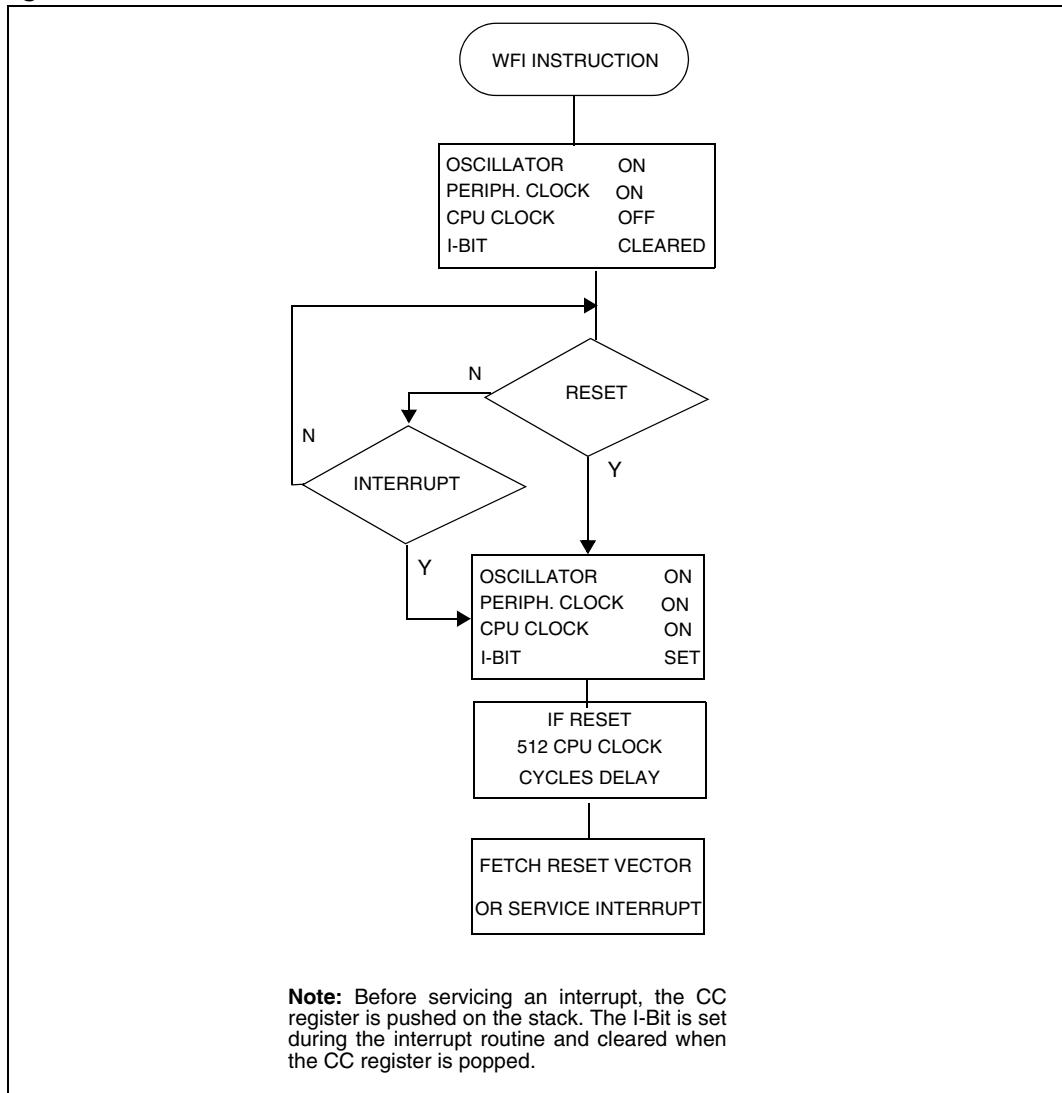 WFI INSTRUCTION
OSCILLATOR ON
PERIPH. CLOCK ON
CPU CLOCK OFF
I-BIT CLEARED
N
RESET
N
INTERRUPT
Y
Y
OSCILLATOR ON
PERIPH. CLOCK ON
CPU CLOCK ON
I-BIT SET
IF RESET
512 CPU CLOCK
CYCLES DELAY
FETCH RESET VECTOR
OR SERVICE INTERRUPT
Note: Before servicing an interrupt, the CC
register is pushed on the stack. The I-Bit is set
during the interrupt routine and cleared when
the CC register is popped.